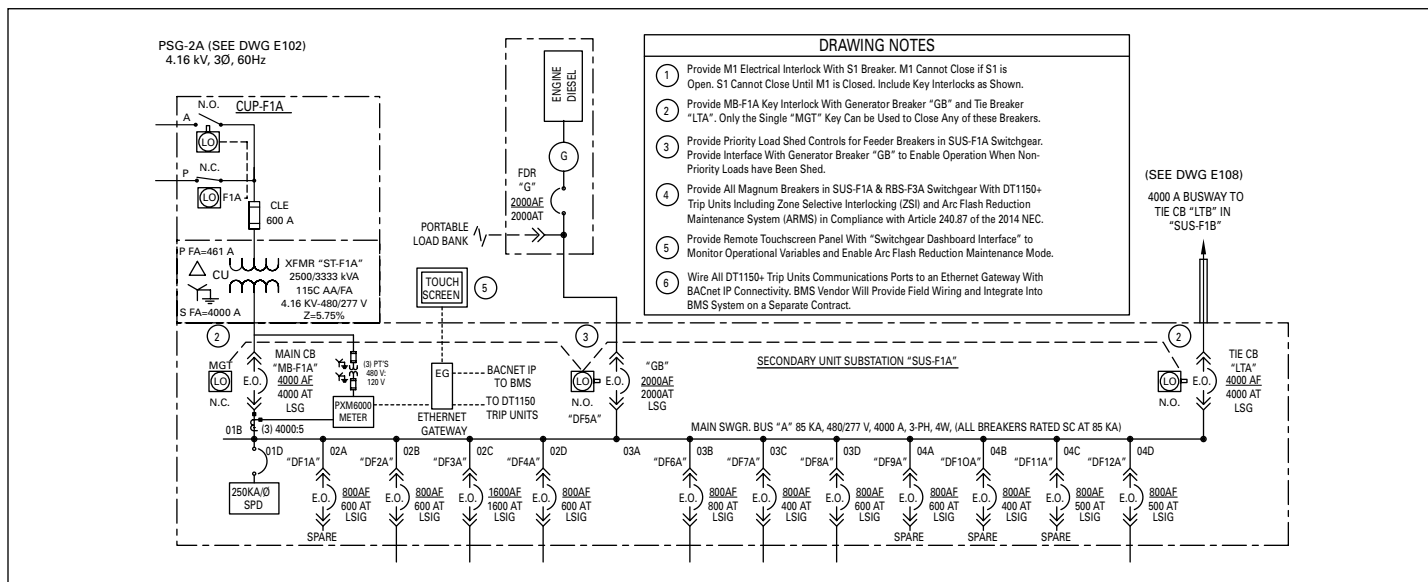 PSG-2A (SEE DWG E102)
4.16 kV, 3Ø, 60Hz
N.O.
CUP-F1A
A
LO
P
N.C.
LO
F1A
CLE
600 A
P FA=461 A
CU
XFMR "ST-F1A"
2500/3333 kVA
115C AA/FA
4.16 KV-480/277 V
Z=5.75%
S FA=4000 A
ENGINE
DIESEL
G
FDR
"G"
2000AF
2000AT
PORTABLE
LOAD BANK
TOUCH
SCREEN
5
DRAWING NOTES
1 Provide M1 Electrical Interlock With S1 Breaker. M1 Cannot Close if S1 is
Open. S1 Cannot Close Until M1 is Closed. Include Key Interlocks as Shown.
2 Provide MB-F1A Key Interlock With Generator Breaker "GB" and Tie Breaker
"LTA". Only the Single "MGT" Key Can be Used to Close Any of these Breakers.
3 Provide Priority Load Shed Controls for Feeder Breakers in SUS-F1A Switchgear.
Provide Interface With Generator Breaker "GB" to Enable Operation When Non-
Priority Loads have Been Shed.
4 Provide All Magnum Breakers in SUS-F1A & RBS-F3A Switchgear With DT1150+
Trip Units Including Zone Selective Interlocking (ZSI) and Arc Flash Reduction
Maintenance System (ARMS) in Compliance with Article 240.87 of the 2014 NEC.
5 Provide Remote Touchscreen Panel With "Switchgear Dashboard Interface" to
Monitor Operational Variables and Enable Arc Flash Reduction Maintenance Mode.
6 Wire All DT1150+ Trip Units Communications Ports to an Ethernet Gateway With
BACnet IP Connectivity. BMS Vendor Will Provide Field Wiring and Integrate Into
BMS System on a Separate Contract.
(SEE DWG E108)
4000 A BUSWAY TO
TIE CB "LTB" IN
"SUS-F1B"
2
MGT
LO
N.C.
MAIN CB
"MB-F1A"
E.O.
4000 AF
4000 AT
LSG
(3) PT'S
480 V:
120 V
PXM6000
METER
EG
ETHERNET
GATEWAY
BACNET IP
TO BMS
TO DT1150
TRIP UNITS
3
LO
N.O.
"DF5A"
E.O.
"GB"
2000AF
2000AT
LSG
SECONDARY UNIT SUBSTATION "SUS-F1A"
2
LO
N.O.
E.O.
TIE CB
"LTA"
4000 AF
4000 AT
LSG
01B
(3) 4000:5
MAIN SWGR. BUS "A" 85 KA, 480/277 V, 4000 A, 3-PH, 4W, (ALL BREAKERS RATED SC AT 85 KA)
01D
250KA/Ø
SPD
"DF1A"
02A
E.O.
800AF
600 AT
LSIG
SPARE
"DF2A"
02B
E.O.
800AF
600 AT
LSIG
"DF3A"
02C
E.O.
1600AF
1600 AT
LSIG
"DF4A"
02D
E.O.
800AF
600 AT
LSIG
03A
"DF6A"
03B
E.O.
800AF
800 AT
LSIG
"DF7A"
03C
E.O.
800AF
400 AT
LSIG
"DF8A"
03D
E.O.
800AF
600 AT
LSIG
"DF9A"
04A
E.O.
800AF
600 AT
LSIG
SPARE
"DF1OA"
04B
E.O.
800AF
400 AT
LSIG
SPARE
"DF11A"
04C
E.O.
800AF
500 AT
LSIG
SPARE
"DF12A"
04D
E.O.
800AF
500 AT
LSIG